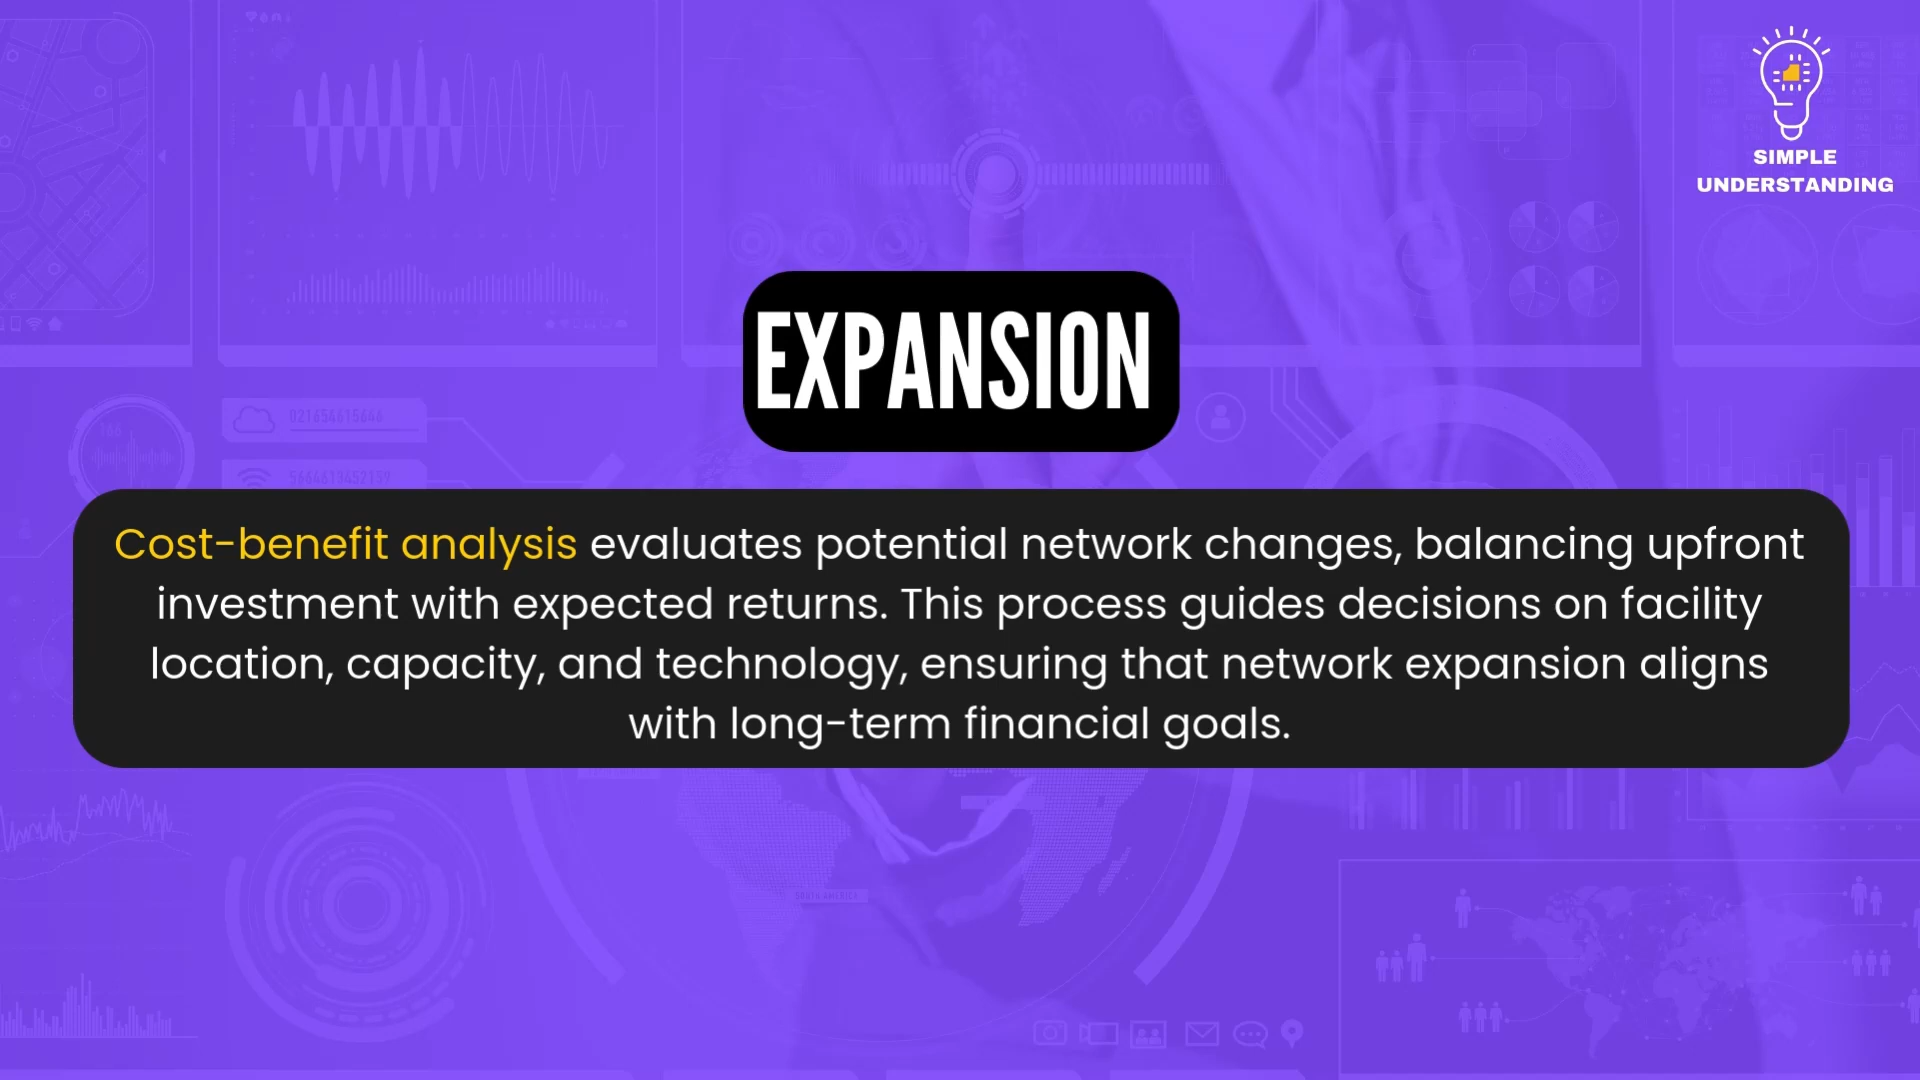 SIMPLE
UNDERSTANDING
EXPANSION
021654615646
Cost-benefit analysis evaluates potential network changes, balancing upfront
investment with expected returns. This process guides decisions on facility
location, capacity, and technology, ensuring that network expansion aligns
with long-term financial goals.